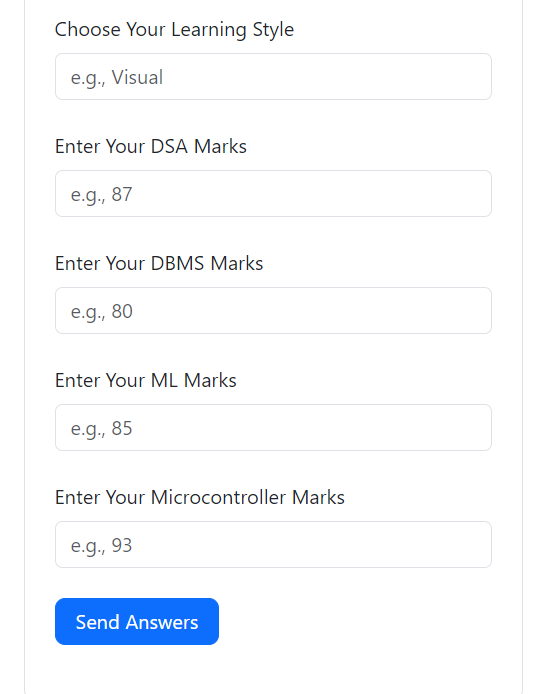 Choose Your Learning Style
e.g., Visual
Enter Your DSA Marks
e.g., 87
Enter Your DBMS Marks
e.g., 80
Enter Your ML Marks
e.g., 85
Enter Your Microcontroller Marks
e.g., 93
Send Answers